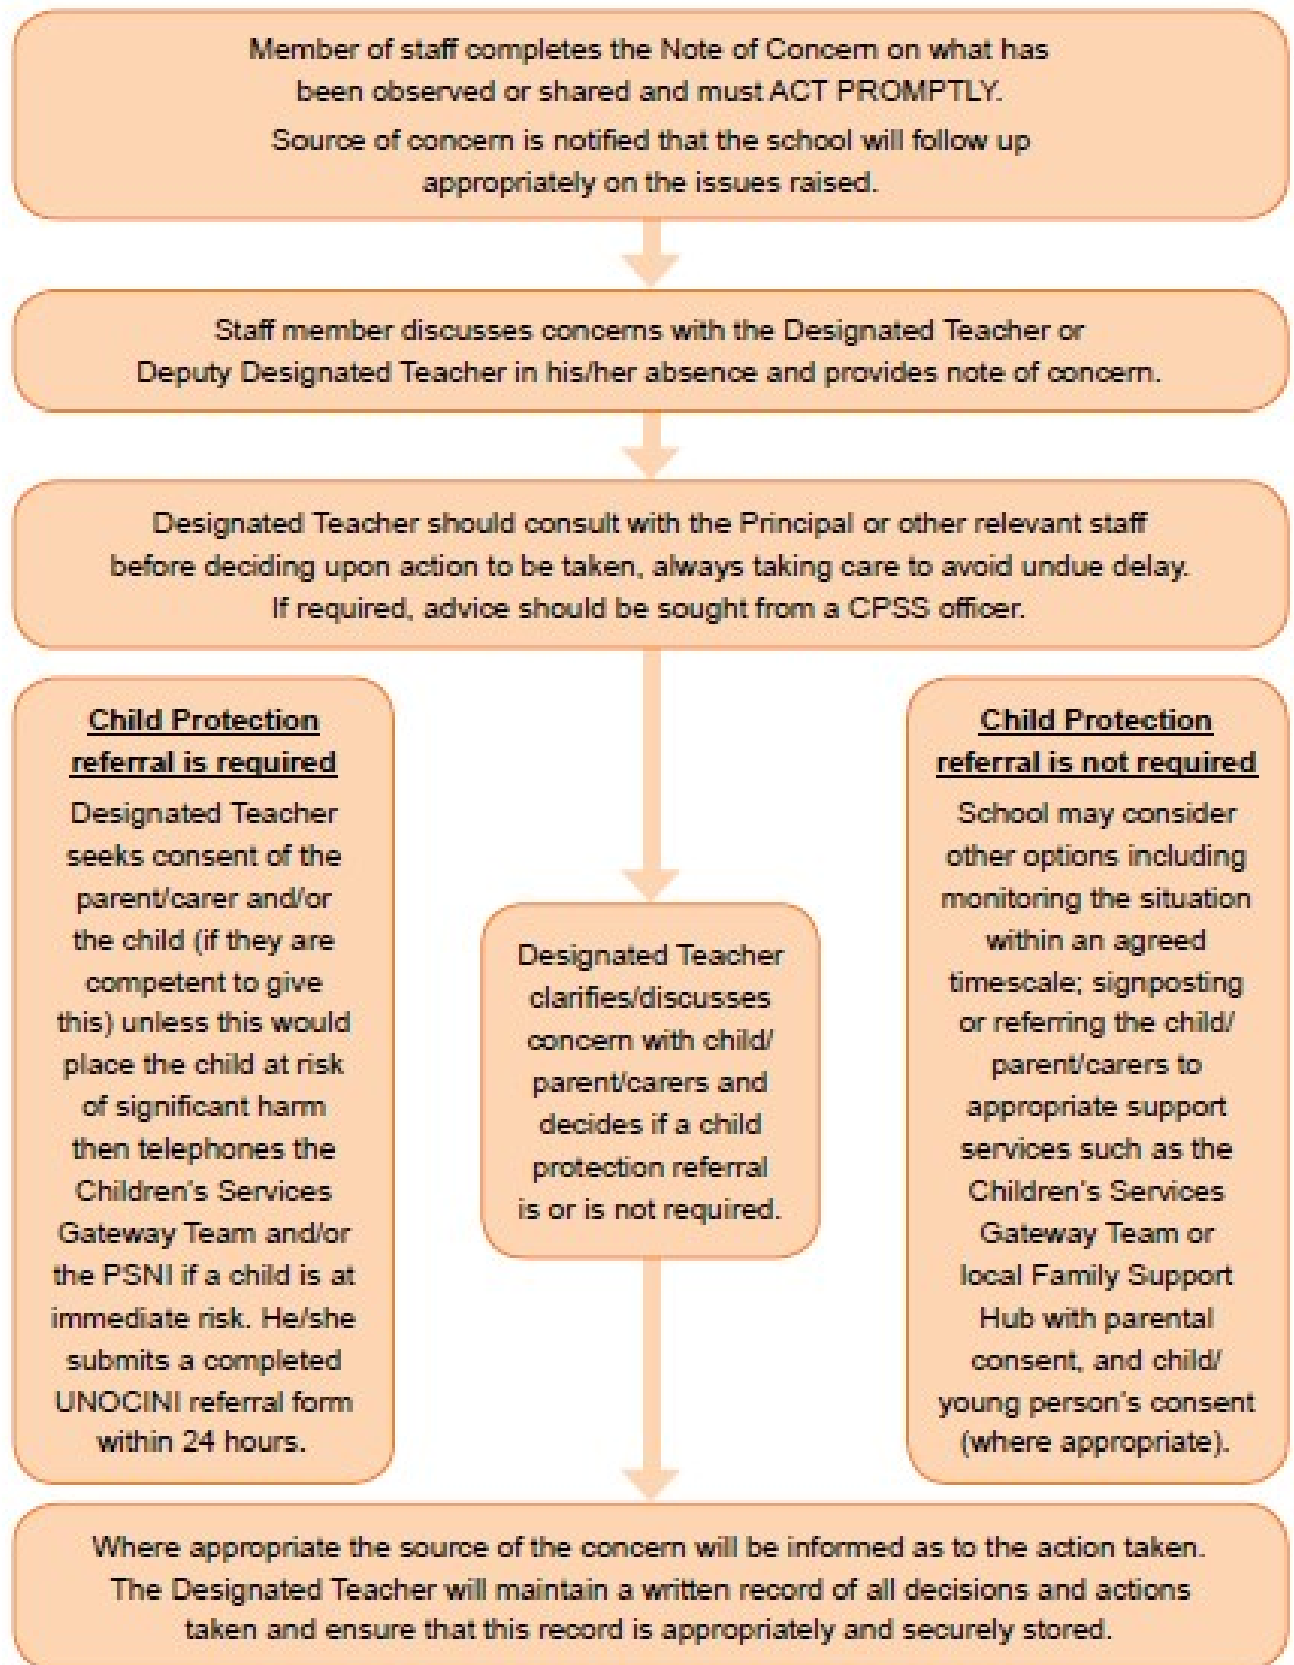 Member of staff completes the Note of Concern on what has
been observed or shared and must ACT PROMPTLY.
Source of concern is notified that the school will follow up
appropriately on the issues raised.
Staff member discusses concerns with the Designated Teacher or
Deputy Designated Teacher in his/her absence and provides note of concern.
Designated Teacher should consult with the Principal or other relevant staff
before deciding upon action to be taken, always taking care to avoid undue delay.
If required, advice should be sought from a CPSS officer.
Child Protection
referral is required
Designated Teacher
seeks consent of the
parent/carer and/or
the child (if they are
competent to give
this) unless this would
place the child at risk
of significant harm
then telephones the
Children's Services
Gateway Team and/or
the PSNI if a child is at
immediate risk. He/she
submits a completed
UNOCINI referral form
within 24 hours.
Designated Teacher
clarifies/discusses
concern with child/
parent/carers and
decides if a child
protection referral
is or is not required.
Child Protection
referral is not required
School may consider
other options including
monitoring the situation
within an agreed
timescale; signposting
or referring the child/
parent/carers to
appropriate support
services such as the
Children's Services
Gateway Team or
local Family Support
Hub with parental
consent, and child/
young person's consent
(where appropriate).
Where appropriate the source of the concern will be informed as to the action taken.
The Designated Teacher will maintain a written record of all decisions and actions
taken and ensure that this record is appropriately and securely stored.